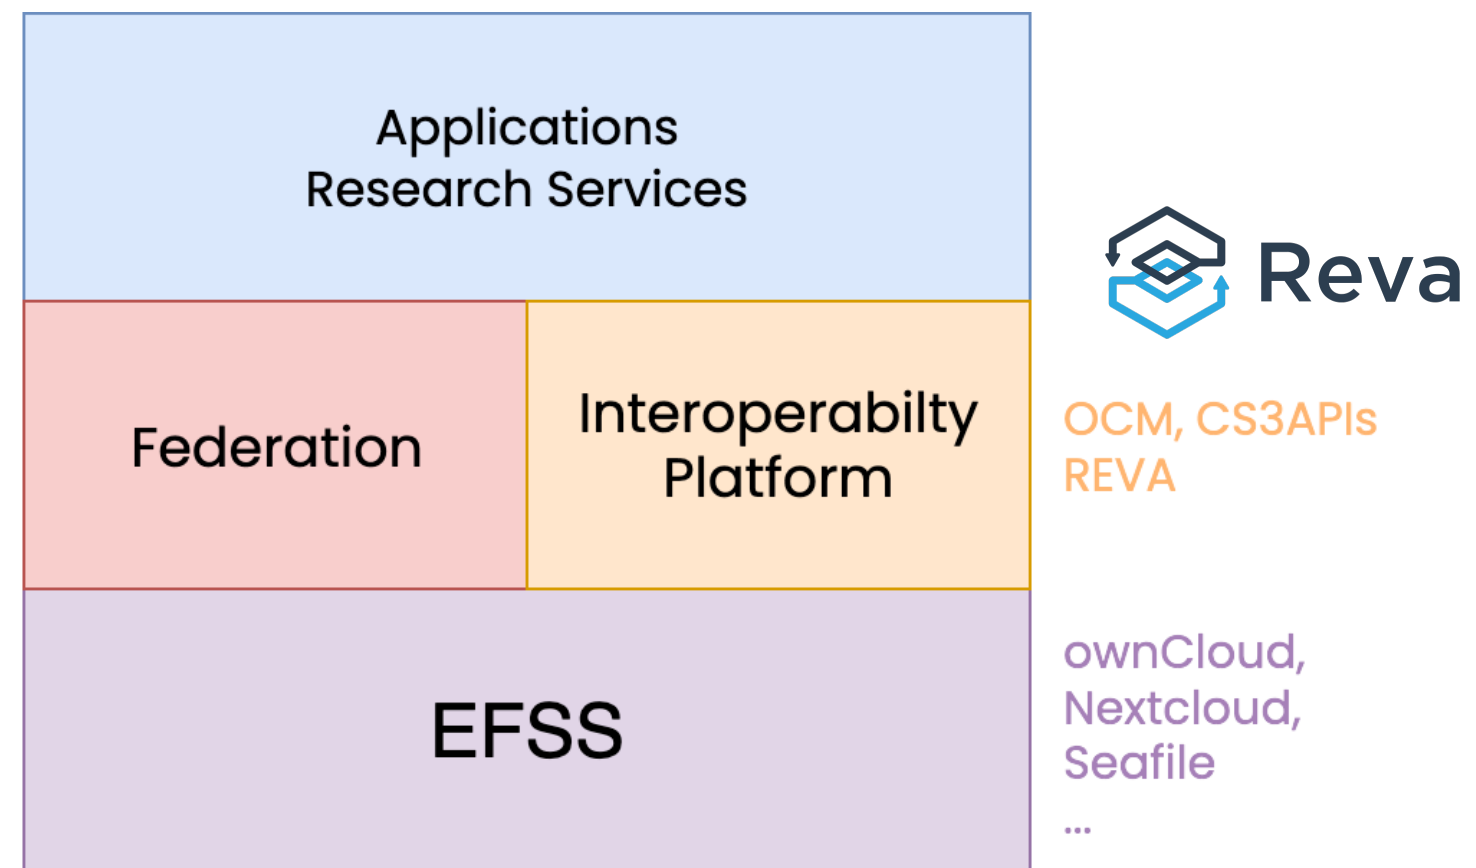 Applications
Research Services
Reva
Federation
Interoperabilty
Platform
OCM, CS3APIs
REVA
EFSS
ownCloud,
Nextcloud,
Seafile
...